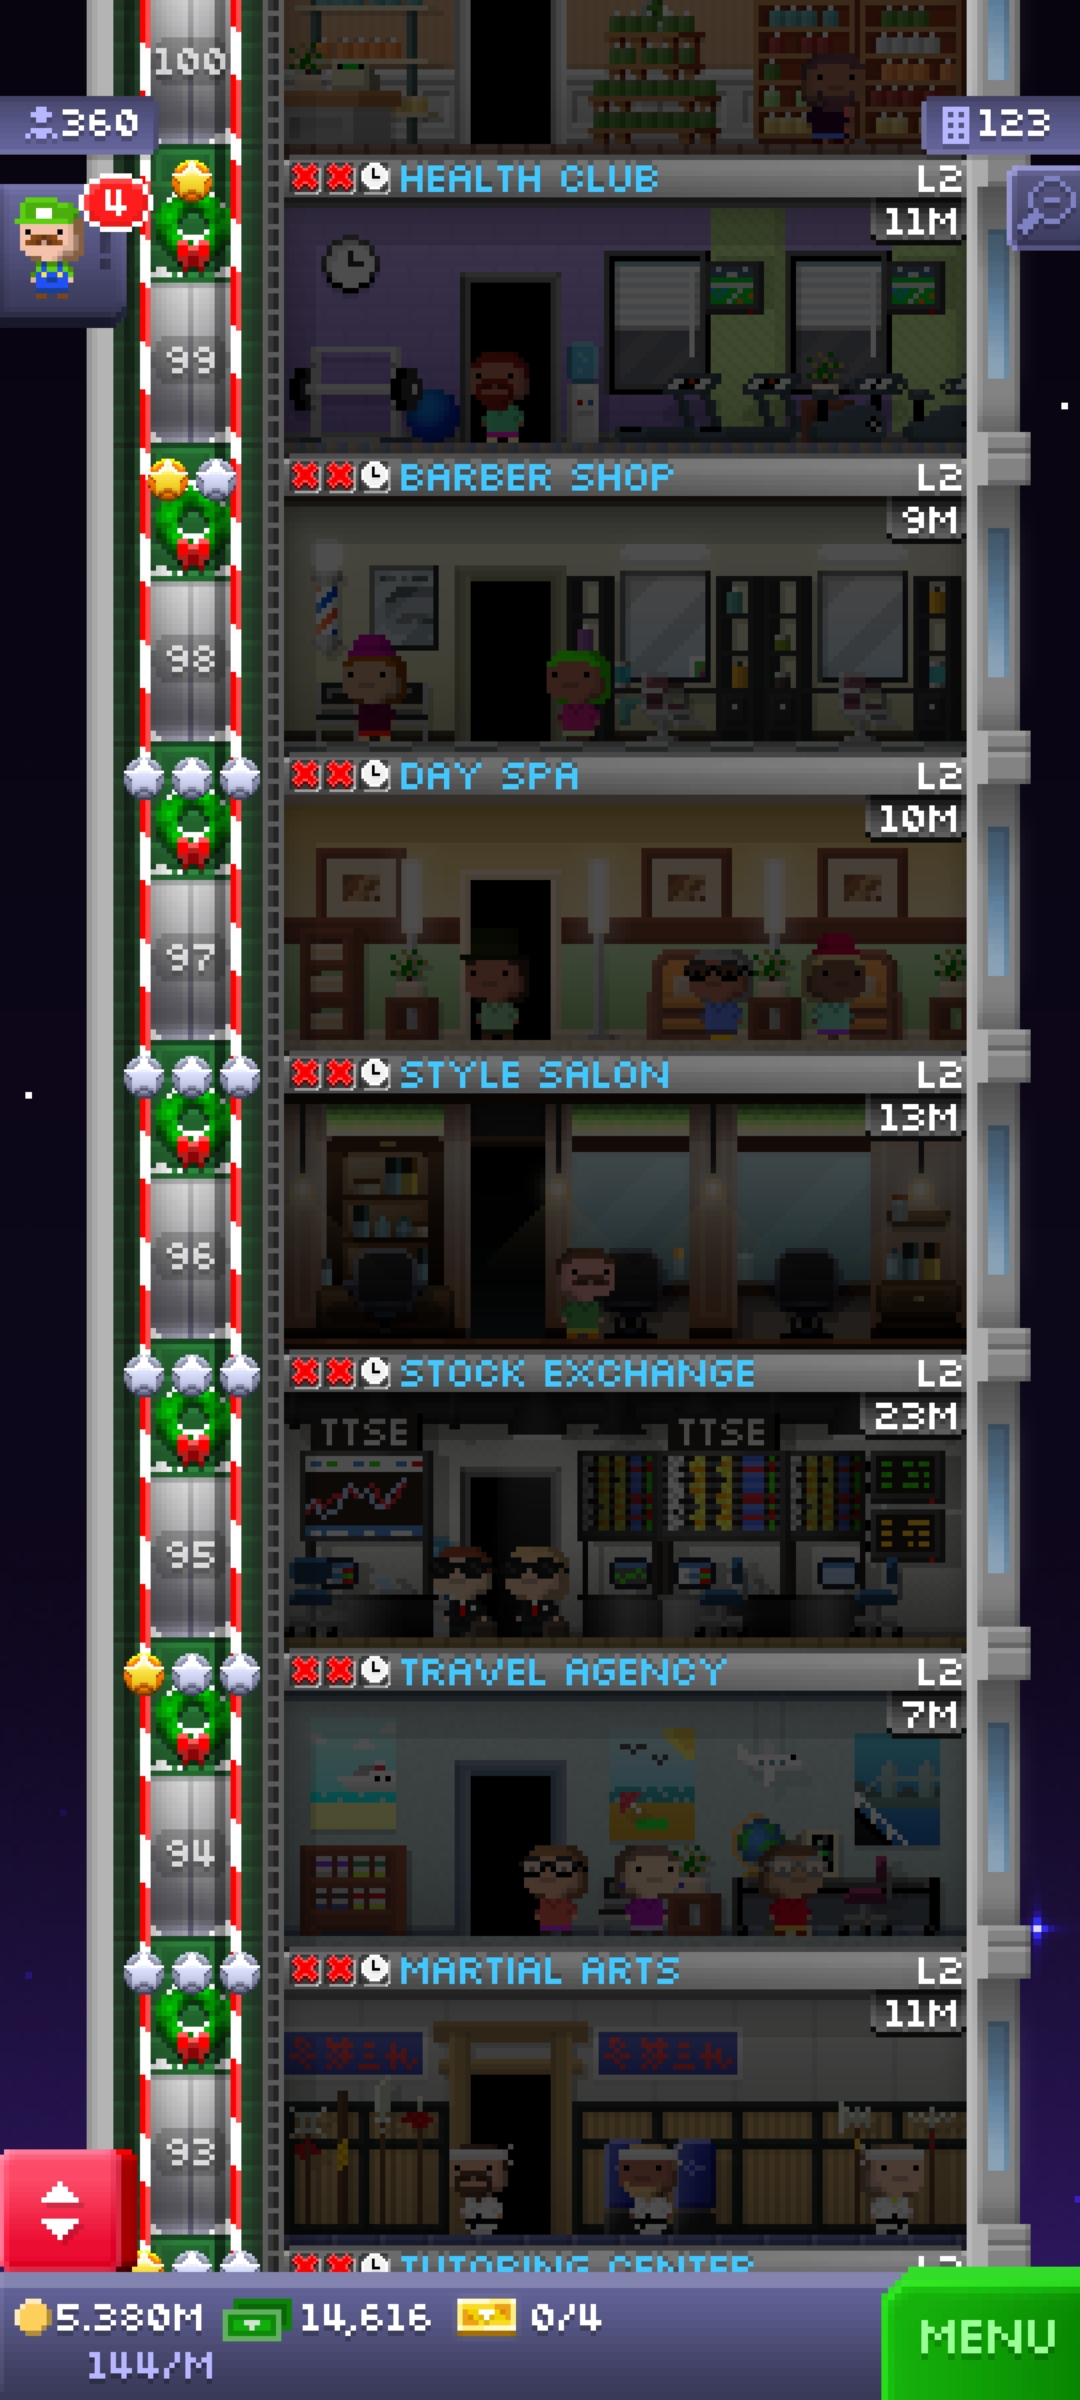 100
360
123
4
HEALTH CLUB L2
11M
99
BARBER SHOP L2
9M
98
DAY SPA L2
10M
97
STYLE SALON L2
13M
96
STOCK EXCHANGE L2
23M
TTSE TTSE
95
TRAVEL AGENCY L2
7M
94
MARTIAL ARTS L2
11M
93
TUTORING CENTER L2
5.380M 14,616 0/4
144/M
MENU